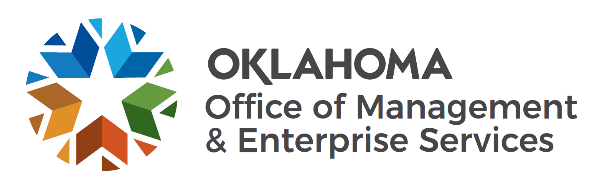 OKLAHOMA
Office of Management
& Enterprise Services